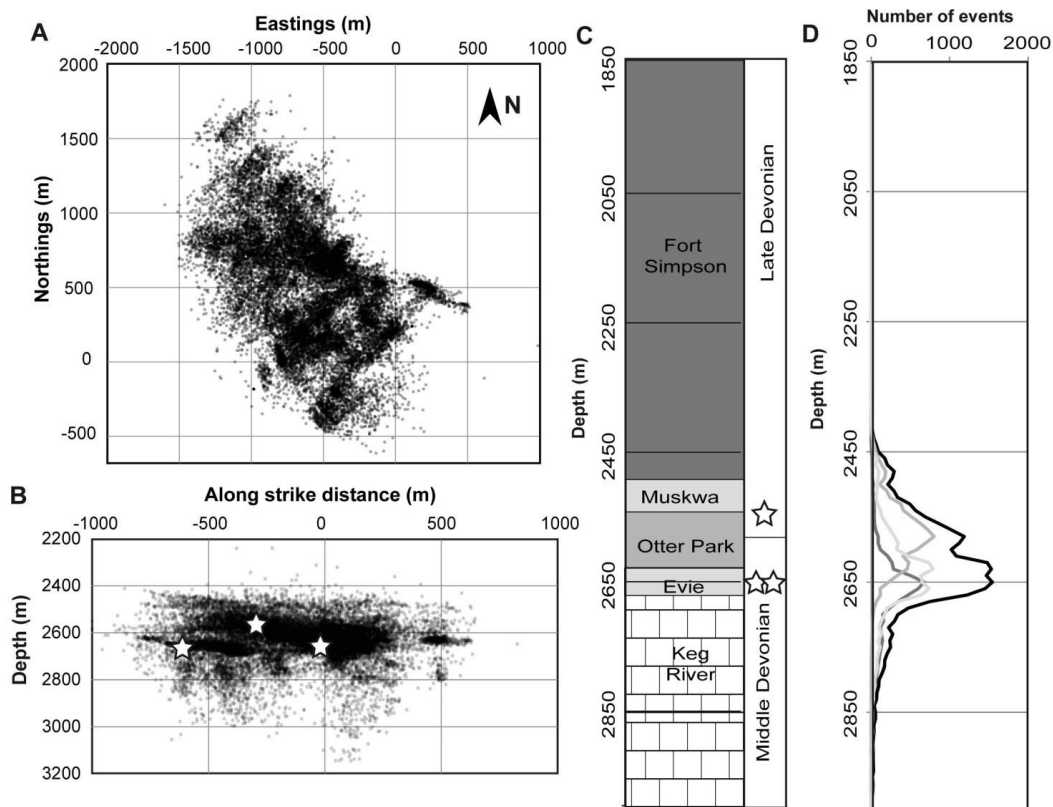 A
Eastings (m)
-2000 -1500 -1000 -500 0 500 1000
Northings (m)
2000
1500
1000
500
0
-500
N
B
Along strike distance (m)
-1000 -500 0 500 1000
Depth (m)
2200
2400
2600
2800
3000
3200
C
Depth (m)
1850
2050
2250
2450
2650
2850
Fort
Simpson
Muskwa
Otter Park
Evie
Keg
River
Late Devonian
Middle Devonian
D
Number of events
0 1000 2000
Depth (m)
1850
2050
2250
2450
2650
2850